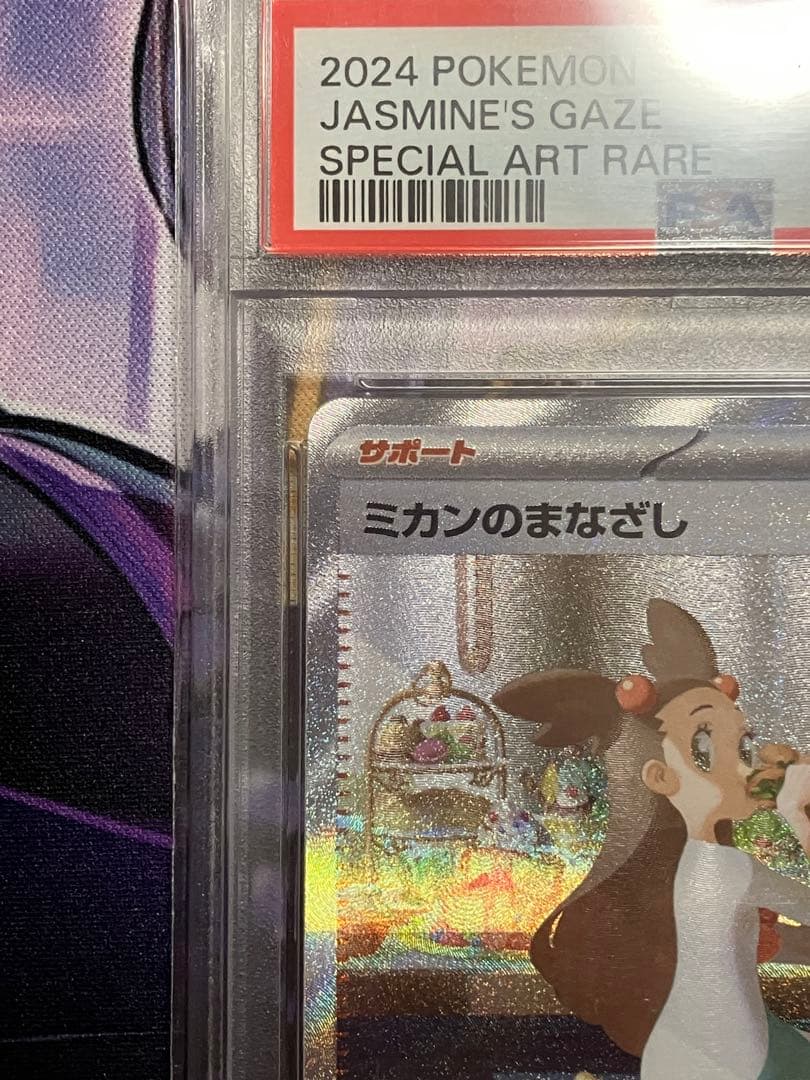 2024 POKEMON
JASMINE'S GAZE
SPECIAL ART RARE
PSA
サポート
ミカンのまなざし